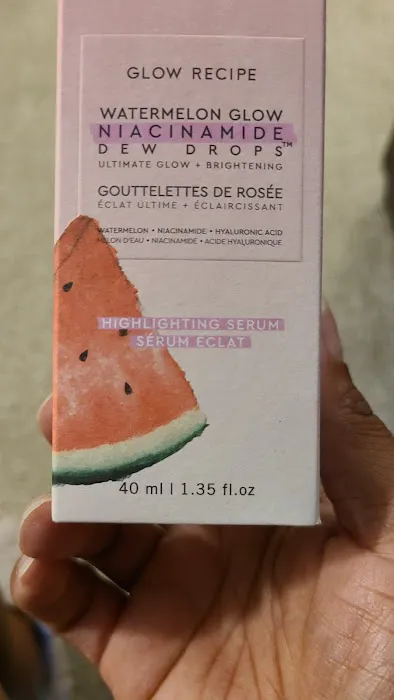 GLOW RECIPE
WATERMELON GLOW
NIACINAMIDE
DEW DROPS™
ULTIMATE GLOW + BRIGHTENING
GOUTTELETTES DE ROSÉE
ÉCLAT ULTIME + ÉCLAIRCISSANT
WATERMELON • NIACINAMIDE • HYALURONIC ACID
MELON D'EAU • NIACINAMIDE • ACIDE HYALURONIQUE
HIGHLIGHTING SERUM
SÉRUM ECLAT
40 ml | 1.35 fl.oz